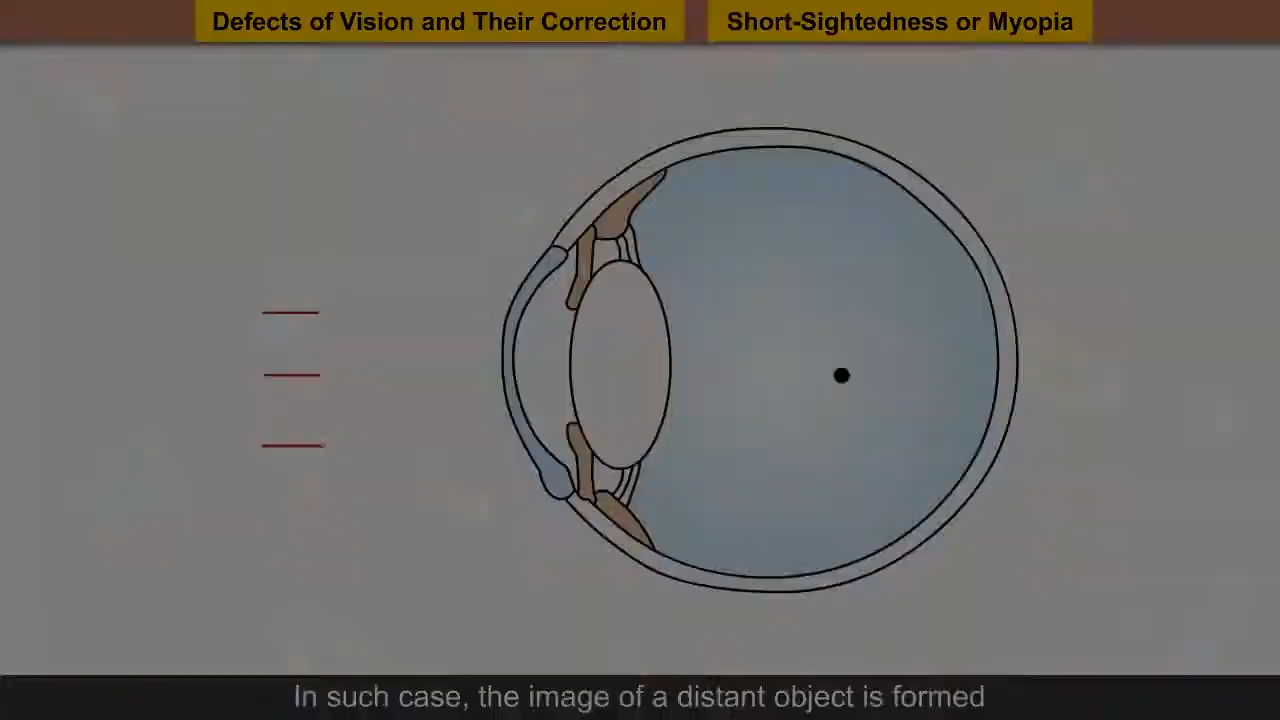 Defects of Vision and Their Correction
Short-Sightedness or Myopia
In such case, the image of a distant object is formed